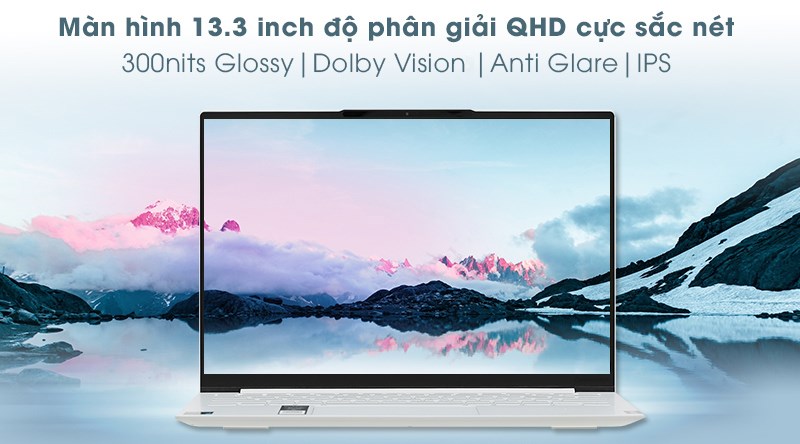 Màn hình 13.3 inch độ phân giải QHD cực sắc nét
300nits Glossy|Dolby Vision |Anti Glare|IPS